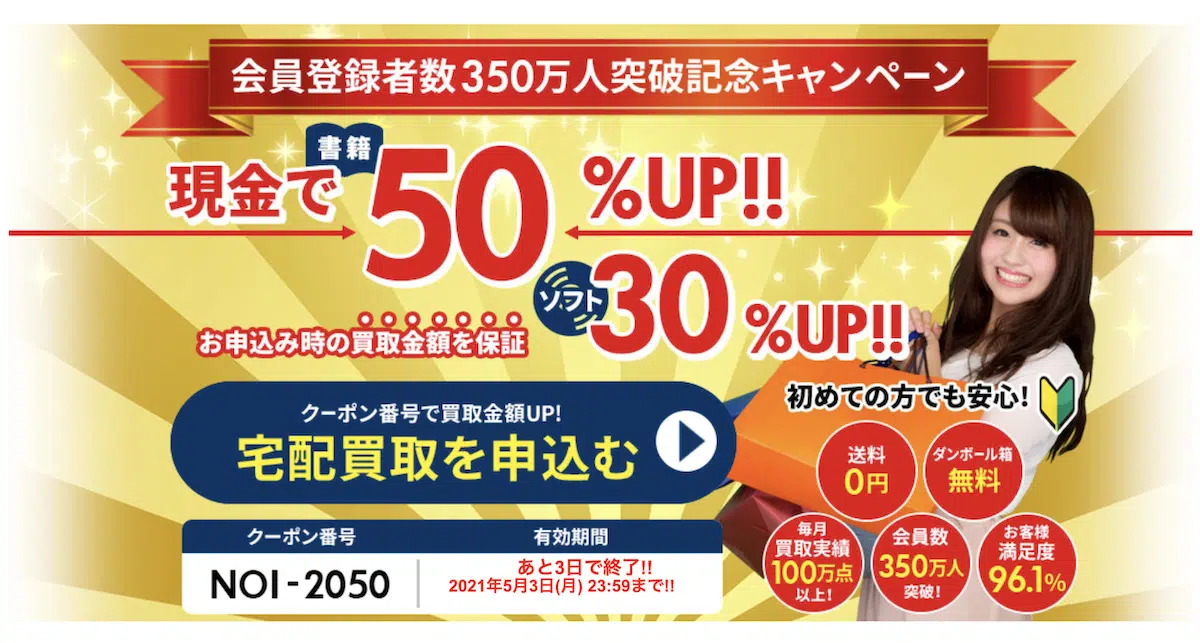 会員登録者数350万人突破記念キャンペーン
書籍
現金で50%UP!!
ソフト30%UP!!
お申込み時の買取金額を保証
クーポン番号で買取金額UP!
宅配買取を申込む
初めての方でも安心!
送料
0円
ダンボール箱
無料
クーポン番号
有効期間
NOI-2050
あと3日で終了!!
2021年5月3日(月) 23:59まで!!
毎月
買取実績
100万点
以上!
会員数
350万人
突破!
お客様
満足度
96.1%